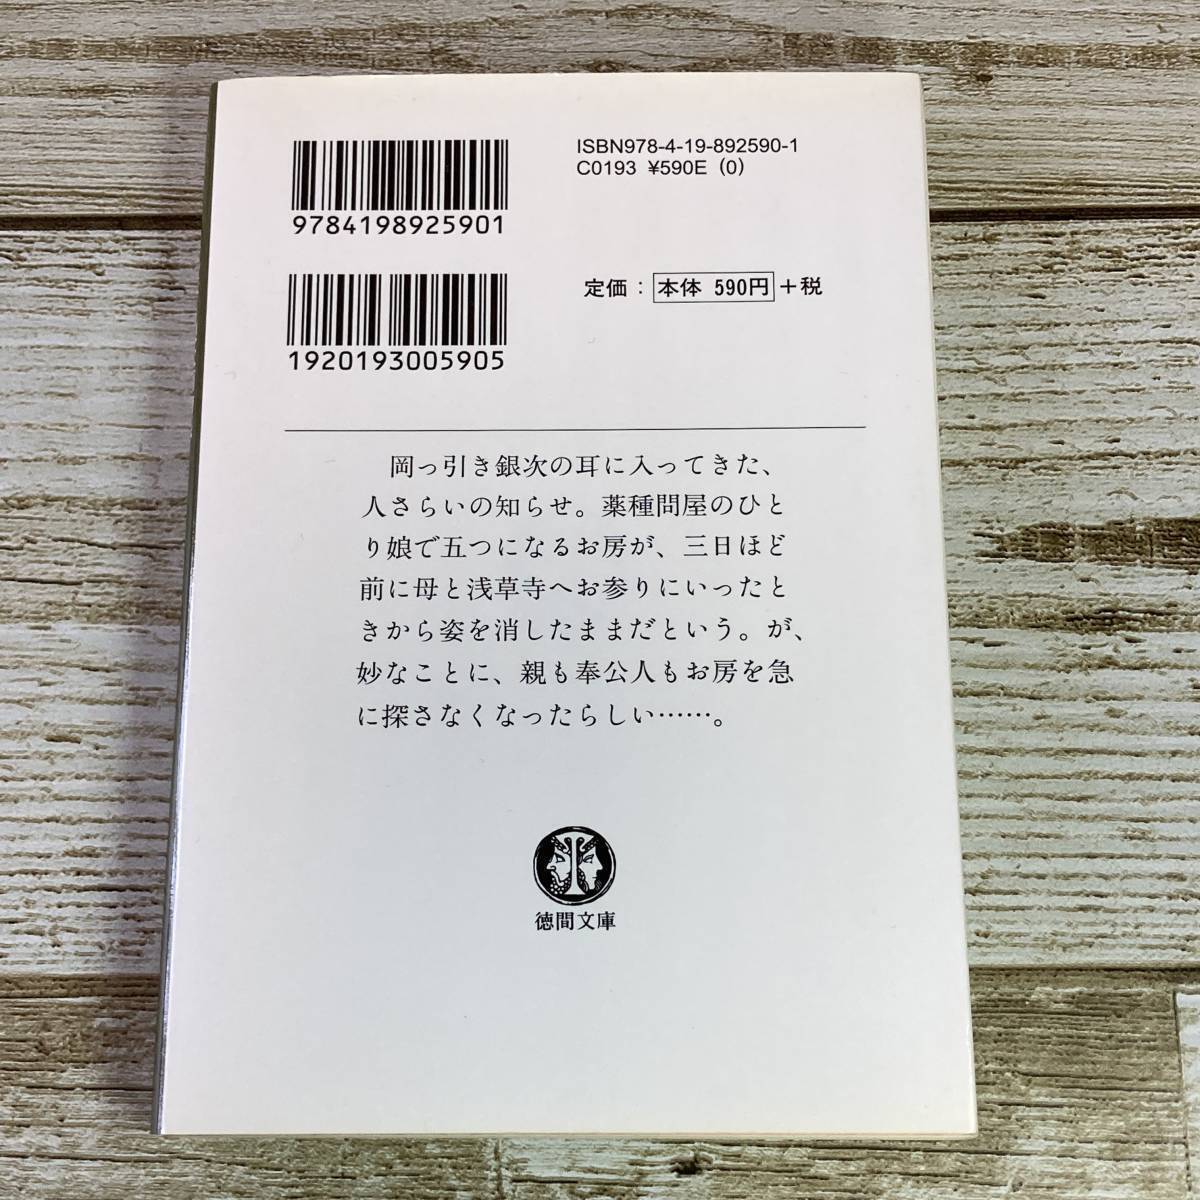 ISBN978-4-19-892590-1
C0193 ¥590E (0)
9784198925901
定価：本体 590円＋税
1920193005905
岡っ引き銀次の耳に入ってきた、
人さらいの知らせ。薬種問屋のひと
り娘で五つになるお房が、三日ほど
前に母と浅草寺へお参りにいったと
きから姿を消したままだという。が、
妙なことに、親も奉公人もお房を急
に探さなくなったらしい……。
徳間文庫